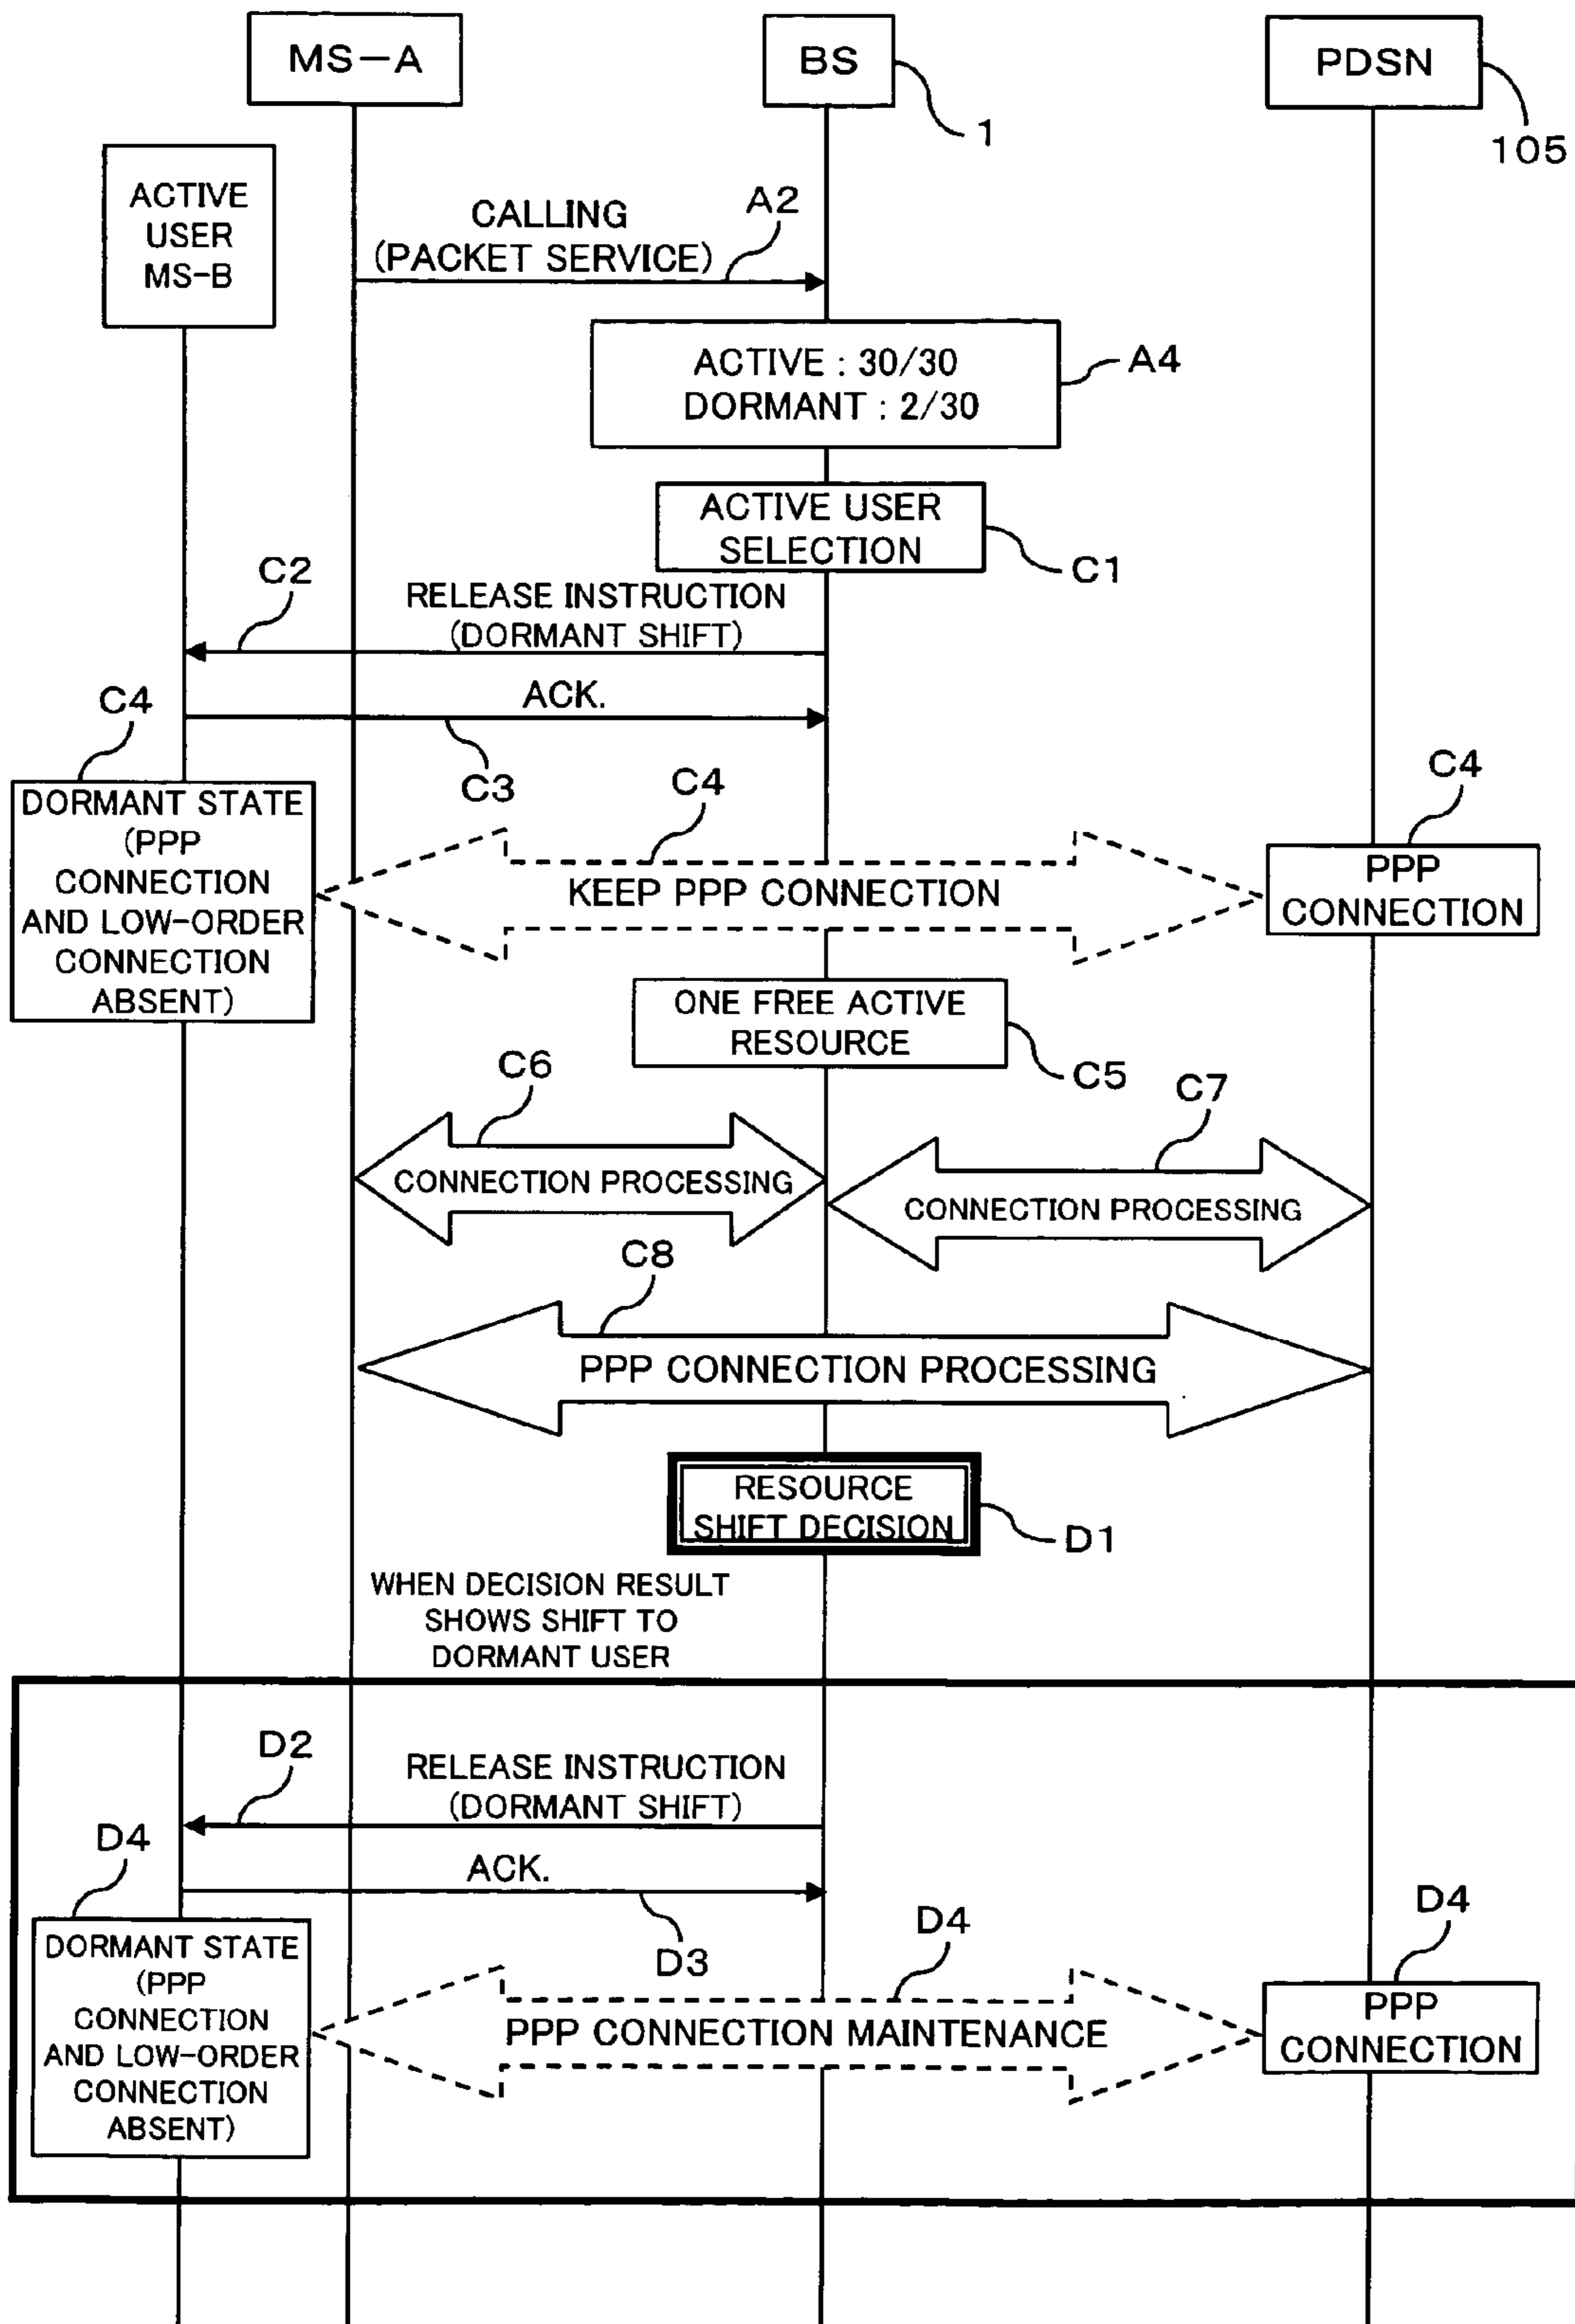 MS-A
BS
PDSN
1
105
ACTIVE
USER
MS-B
CALLING
(PACKET SERVICE)
A2
ACTIVE : 30/30
DORMANT : 2/30
A4
ACTIVE USER
SELECTION
C1
C2
RELEASE INSTRUCTION
(DORMANT SHIFT)
C4
ACK.
C3
DORMANT STATE
(PPP
CONNECTION
AND LOW-ORDER
CONNECTION
ABSENT)
C4
KEEP PPP CONNECTION
C4
PPP
CONNECTION
ONE FREE ACTIVE
RESOURCE
C5
C6
CONNECTION PROCESSING
C7
CONNECTION PROCESSING
C8
PPP CONNECTION PROCESSING
RESOURCE
SHIFT DECISION
D1
WHEN DECISION RESULT
SHOWS SHIFT TO
DORMANT USER
D2
RELEASE INSTRUCTION
(DORMANT SHIFT)
D4
ACK.
D3
DORMANT STATE
(PPP
CONNECTION
AND LOW-ORDER
CONNECTION
ABSENT)
D4
PPP CONNECTION MAINTENANCE
D4
PPP
CONNECTION